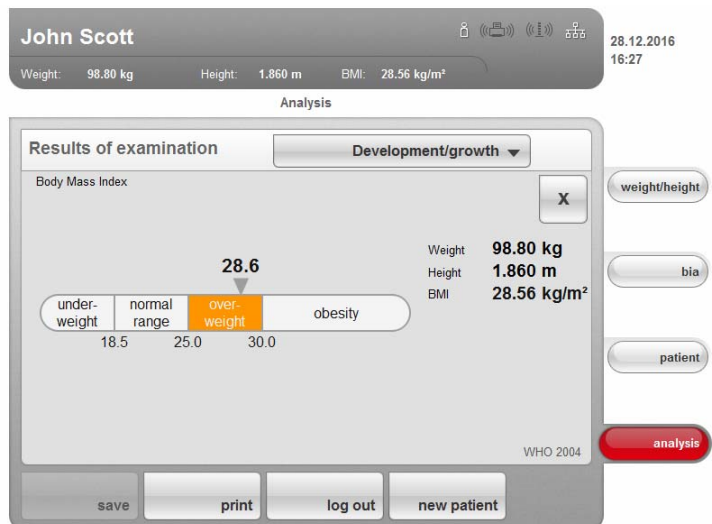 John Scott
Weight: 98.80 kg Height: 1.860 m BMI: 28.56 kg/m²
28.12.2016
16:27
Analysis
Results of examination
Development/growth
Body Mass Index
X
Weight 98.80 kg
Height 1.860 m
BMI 28.56 kg/m²
28.6
under-
weight
normal
range
over-
weight
obesity
18.5 25.0 30.0
WHO 2004
weight/height
bia
patient
analysis
save print log out new patient